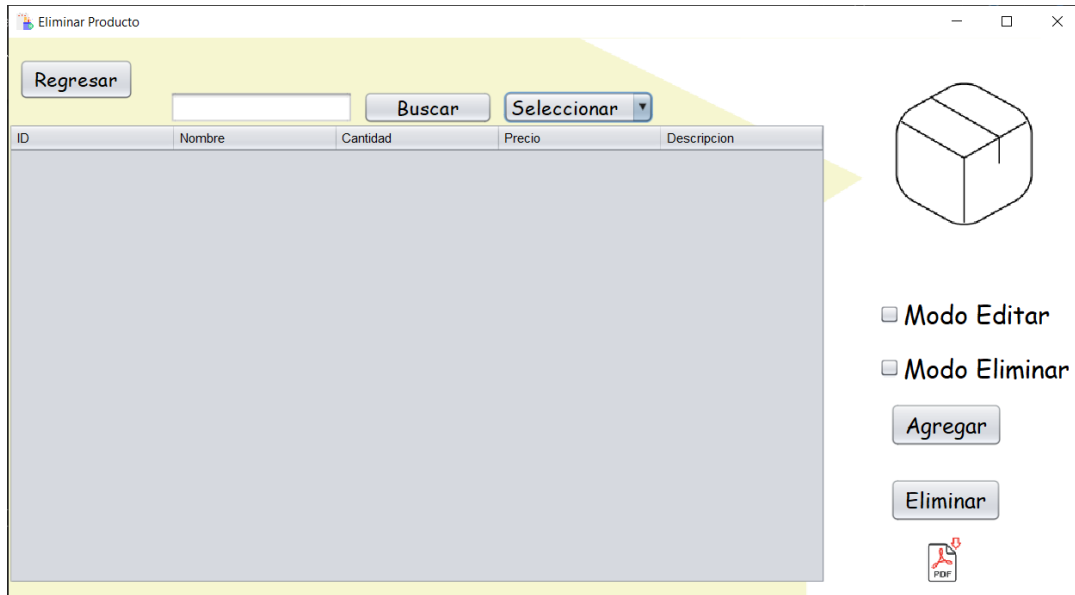 Eliminar Producto
Regresar
Buscar
Seleccionar
ID Nombre Cantidad Precio Descripcion
Modo Editar
Modo Eliminar
Agregar
Eliminar
PDF